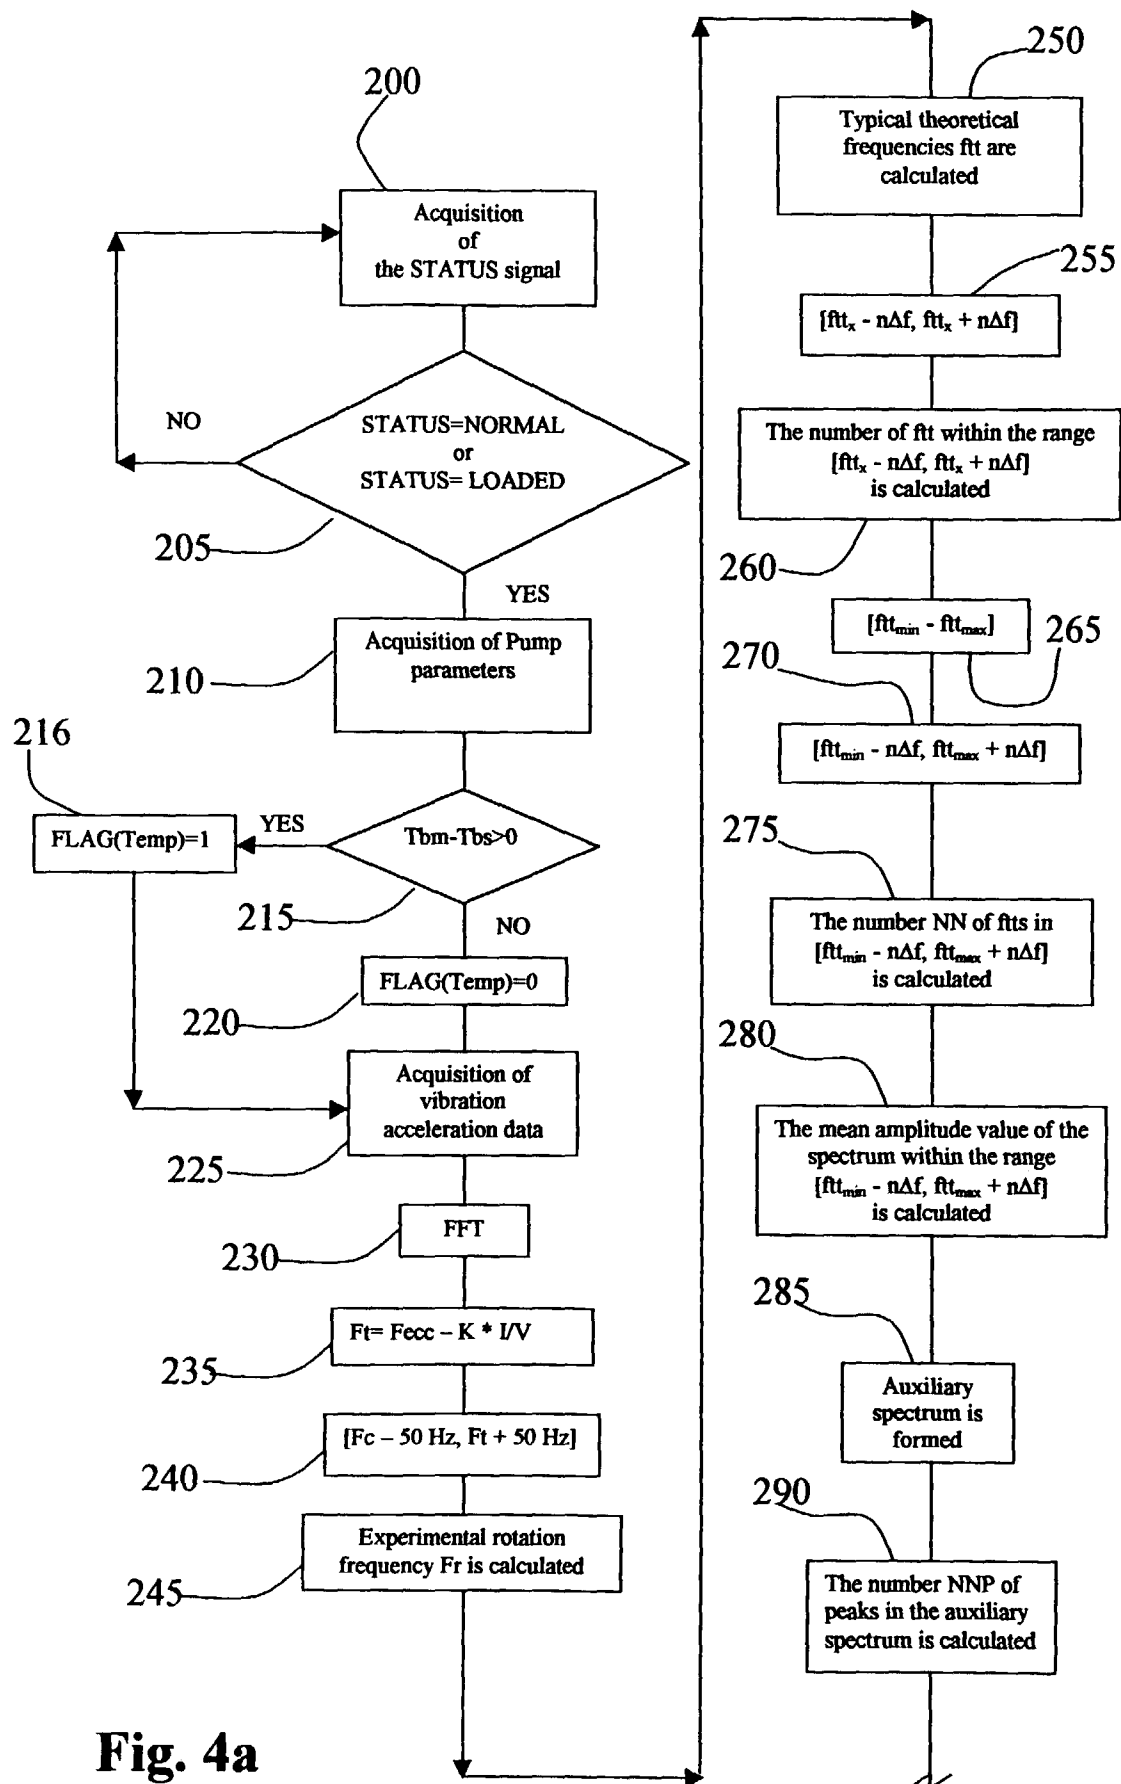 200
Acquisition
of
the STATUS signal
NO
STATUS=NORMAL
or
STATUS= LOADED
205
YES
Acquisition of Pump
parameters
210
216
FLAG(Temp)=1
YES
Tbm-Tbs>0
215
NO
FLAG(Temp)=0
220
Acquisition of
vibration
acceleration data
225
FFT
230
Ft= Fecc – K * I/V
235
[Fc – 50 Hz, Ft + 50 Hz]
240
Experimental rotation
frequency Fr is calculated
245
250
Typical theoretical
frequencies ftt are
calculated
255
[fttx - nΔf, fttx + nΔf]
The number of ftt within the range
[fttx - nΔf, fttx + nΔf]
is calculated
260
[fttmin - fttmax]
265
270
[fttmin - nΔf, fttmax + nΔf]
275
The number NN of ftts in
[fttmin - nΔf, fttmax + nΔf]
is calculated
280
The mean amplitude value of the
spectrum within the range
[fttmin - nΔf, fttmax + nΔf]
is calculated
285
Auxiliary
spectrum is
formed
290
The number NNP of
peaks in the auxiliary
spectrum is calculated
Fig. 4a